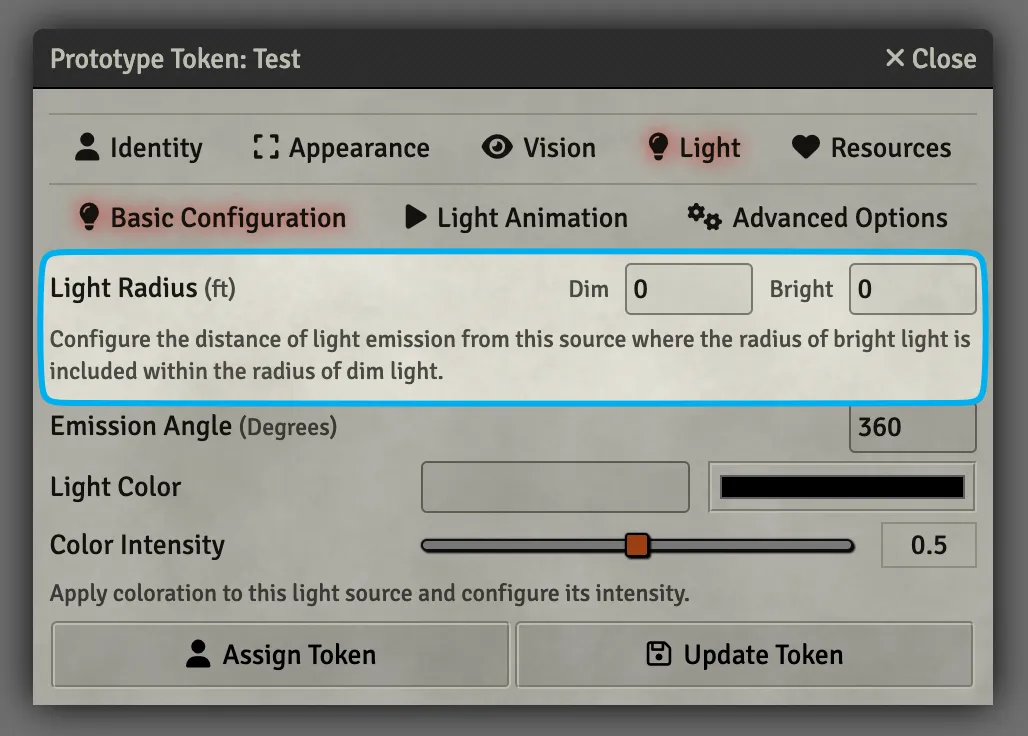 Prototype Token: Test Close
Identity Appearance Vision Light Resources
Basic Configuration Light Animation Advanced Options
Light Radius (ft) Dim 0 Bright 0
Configure the distance of light emission from this source where the radius of bright light is
included within the radius of dim light.
Emission Angle (Degrees) 360
Light Color
Color Intensity 0.5
Apply coloration to this light source and configure its intensity.
Assign Token Update Token